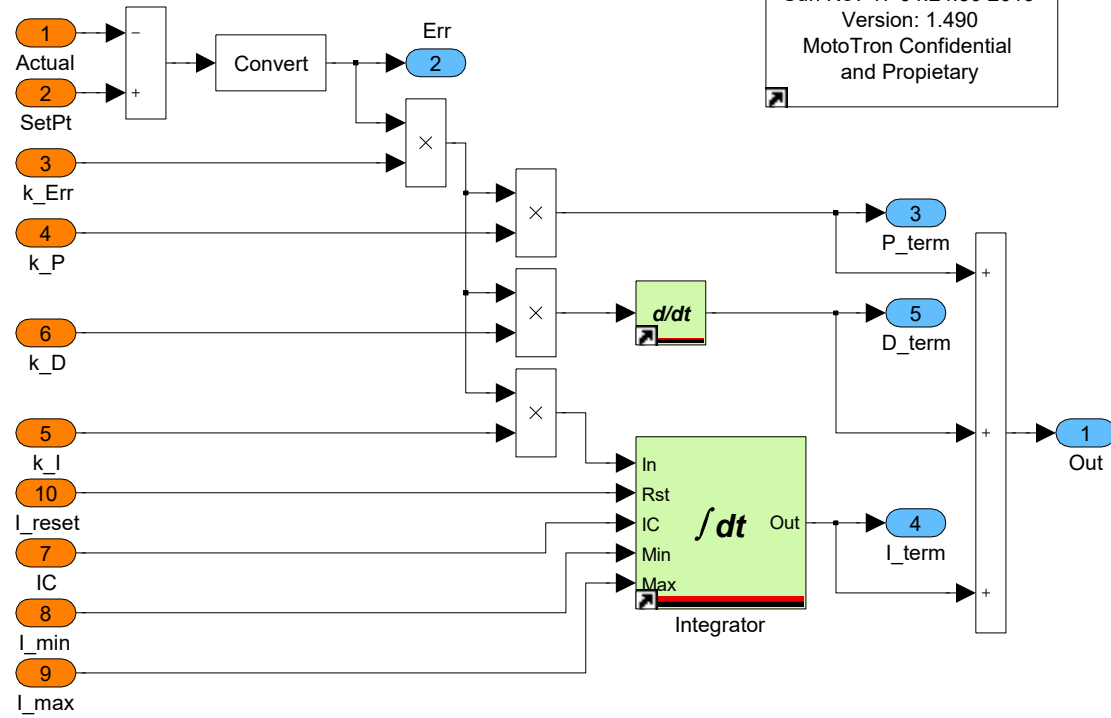 Version: 1.490
MotoTron Confidential
and Propietary
1
Actual
2
SetPt
−
+
Convert
Err
2
3
k_Err
×
4
k_P
×
3
P_term
+
6
k_D
×
d/dt
5
D_term
5
k_I
×
+
1
Out
10
I_reset
7
IC
8
I_min
9
I_max
In
Rst
IC
Min
Max
∫dt
Out
Integrator
4
I_term
+